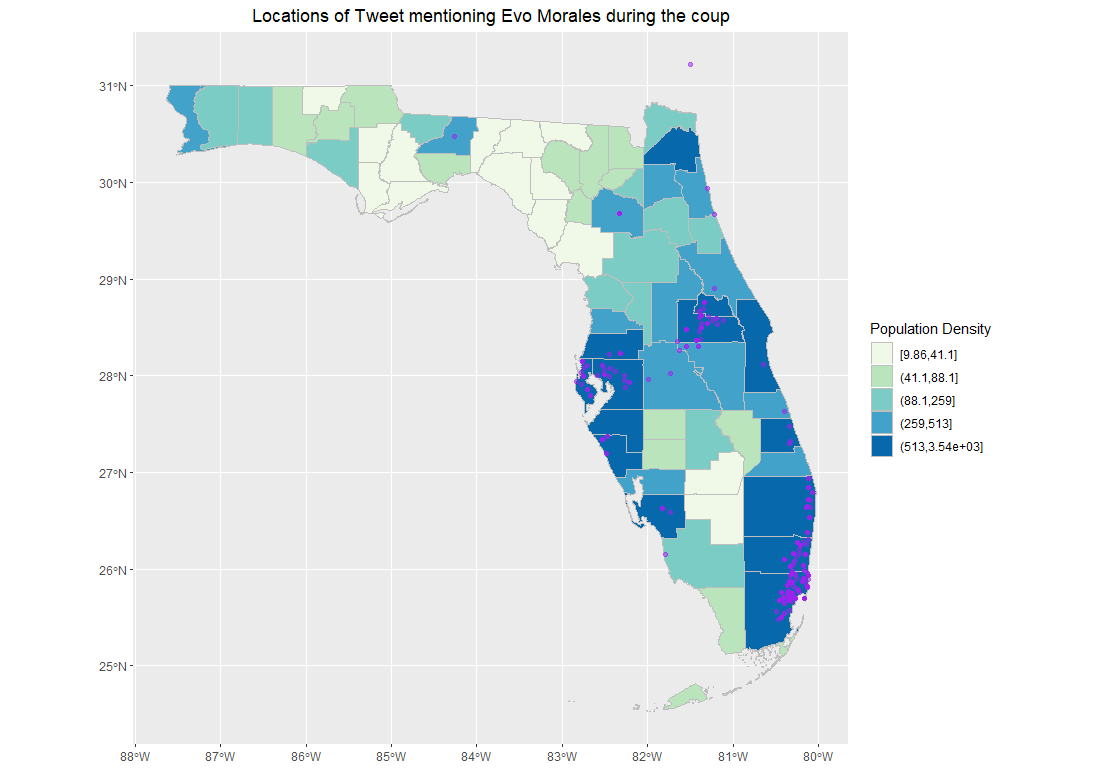 Locations of Tweet mentioning Evo Morales during the coup
31°N
30°N
29°N
28°N
27°N
26°N
25°N
88°W 87°W 86°W 85°W 84°W 83°W 82°W 81°W 80°W
Population Density
[9.86,41.1]
(41.1,88.1]
(88.1,259]
(259,513]
(513,3.54e+03]